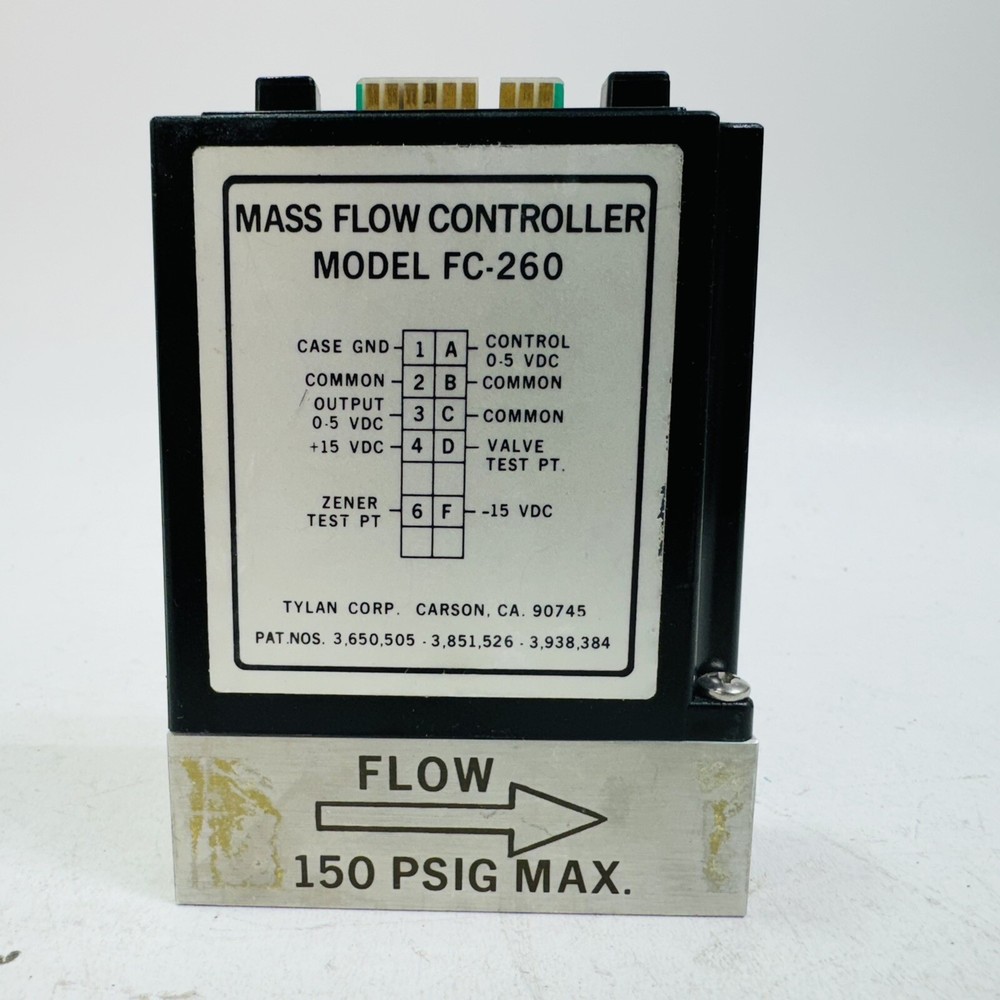 MASS FLOW CONTROLLER
MODEL FC-260
CASE GND 1 A CONTROL
0-5 VDC
COMMON 2 B COMMON
OUTPUT
0-5 VDC 3 C COMMON
+15 VDC 4 D VALVE
TEST PT.
ZENER
TEST PT 6 F -15 VDC
TYLAN CORP. CARSON, CA. 90745
PAT.NOS. 3,650,505 - 3,851,526 - 3,938,384
FLOW
150 PSIG MAX.